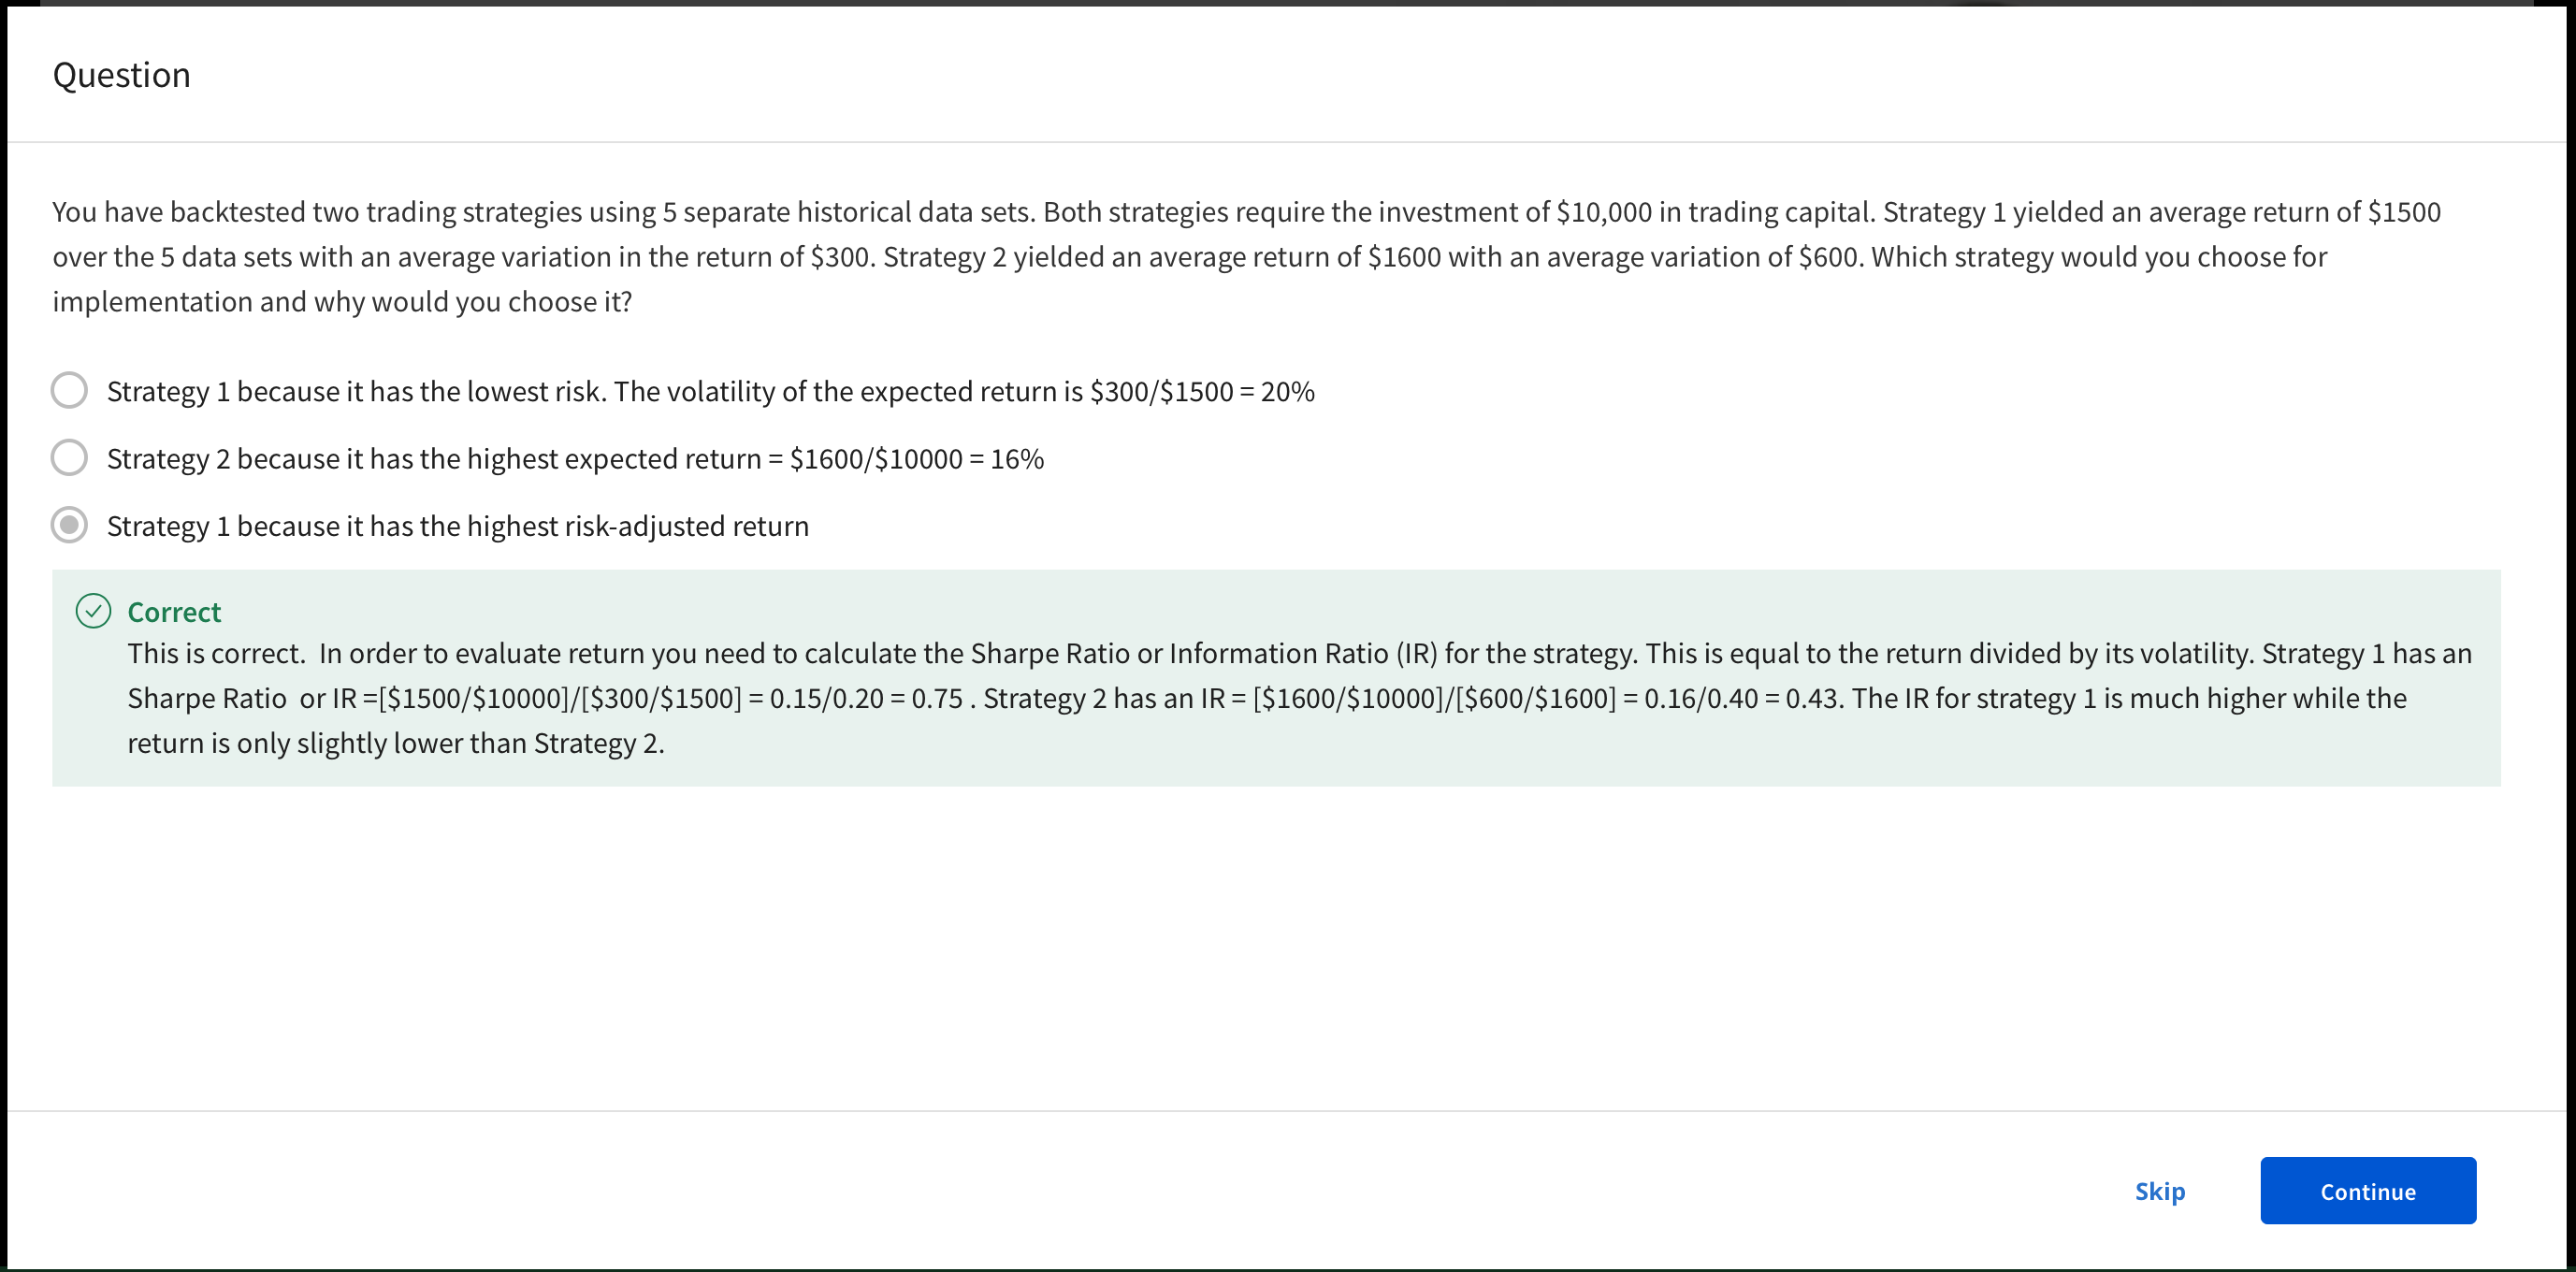 Question
You have backtested two trading strategies using 5 separate historical data sets. Both strategies require the investment of $10,000 in trading capital. Strategy 1 yielded an average return of $1500
over the 5 data sets with an average variation in the return of $300. Strategy 2 yielded an average return of $1600 with an average variation of $600. Which strategy would you choose for
implementation and why would you choose it?
Strategy 1 because it has the lowest risk. The volatility of the expected return is $300/$1500 = 20%
Strategy 2 because it has the highest expected return = $1600/$10000 = 16%
Strategy 1 because it has the highest risk-adjusted return
Correct
This is correct.  In order to evaluate return you need to calculate the Sharpe Ratio or Information Ratio (IR) for the strategy. This is equal to the return divided by its volatility. Strategy 1 has an
Sharpe Ratio  or IR =[$1500/$10000]/[$300/$1500] = 0.15/0.20 = 0.75 . Strategy 2 has an IR = [$1600/$10000]/[$600/$1600] = 0.16/0.40 = 0.43. The IR for strategy 1 is much higher while the
return is only slightly lower than Strategy 2.
Skip
Continue